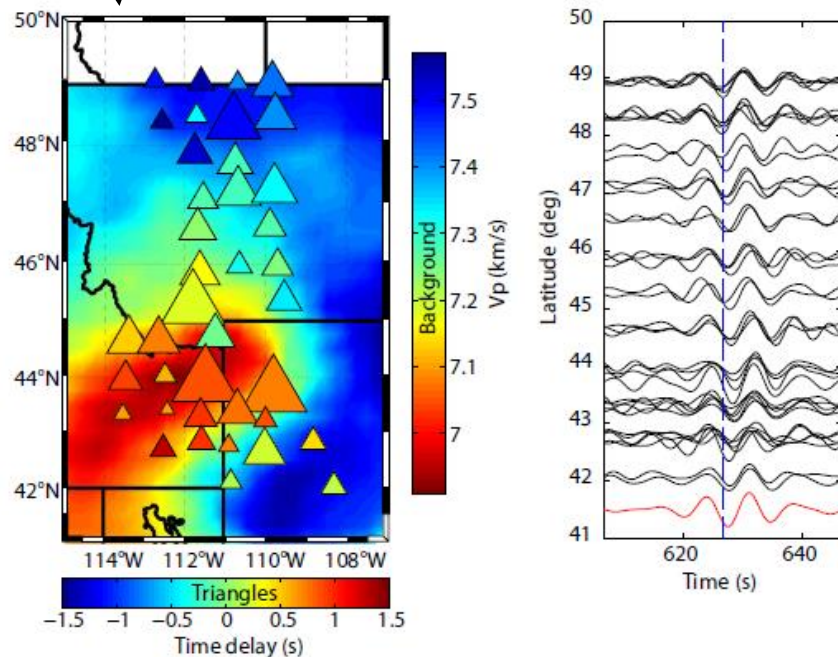 50°N
48°N
46°N
44°N
42°N
114°W 112°W 110°W 108°W
7.5
7.4
7.3
7.2
7.1
7
Background
Vp (km/s)
Triangles
−1.5 −1 −0.5 0 0.5 1 1.5
Time delay (s)
50
49
48
47
46
45
44
43
42
41
Latitude (deg)
620 640
Time (s)